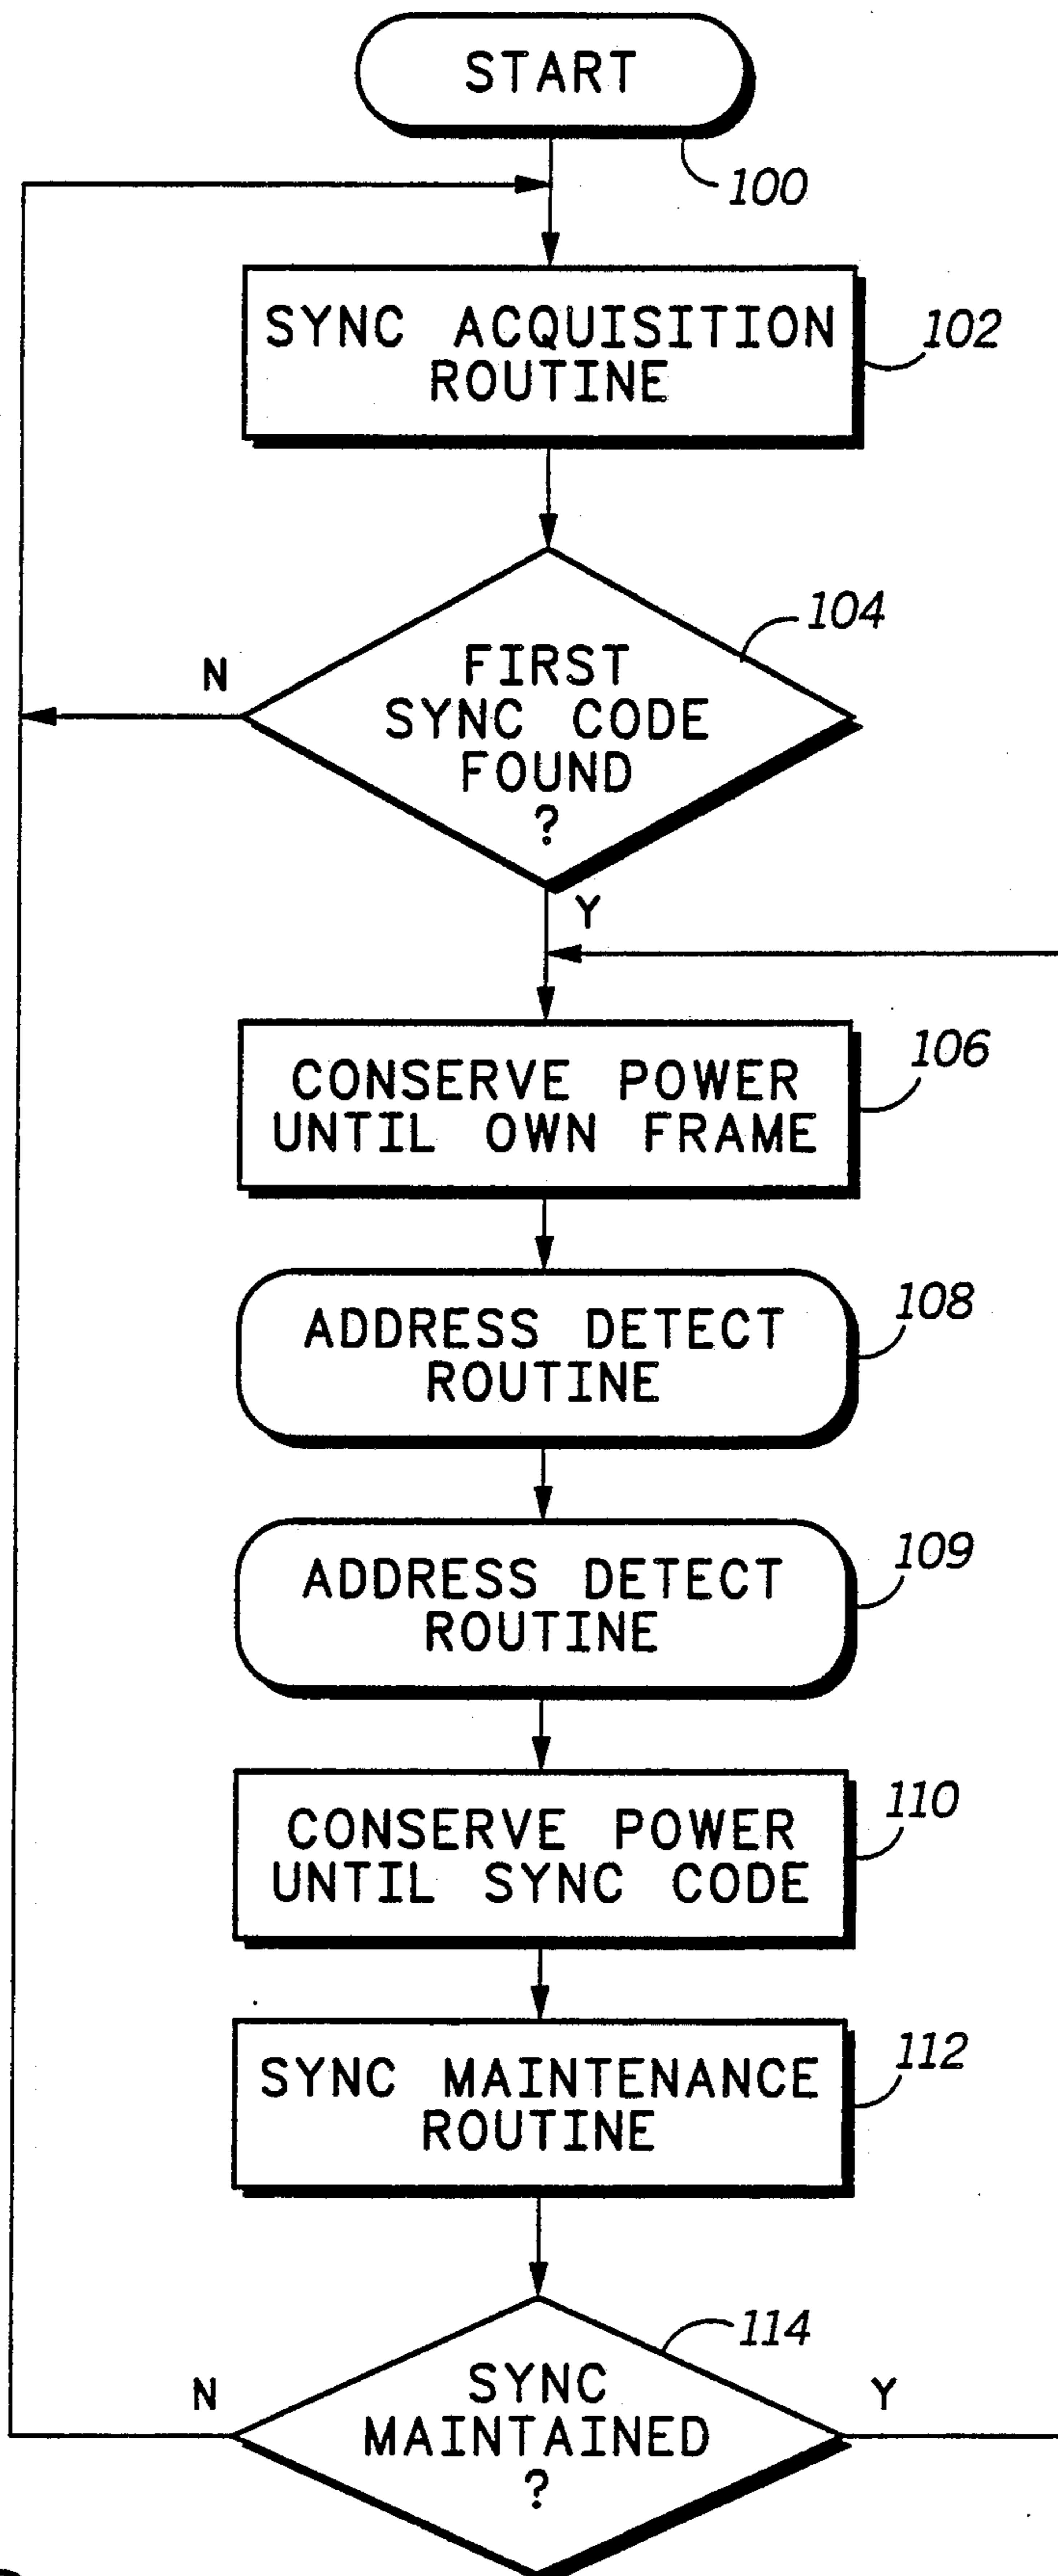 START
100
SYNC ACQUISITION
ROUTINE
102
104
FIRST
SYNC CODE
FOUND
?
N
Y
CONSERVE POWER
UNTIL OWN FRAME
106
ADDRESS DETECT
ROUTINE
108
ADDRESS DETECT
ROUTINE
109
CONSERVE POWER
UNTIL SYNC CODE
110
SYNC MAINTENANCE
ROUTINE
112
114
N
SYNC
MAINTAINED
?
Y